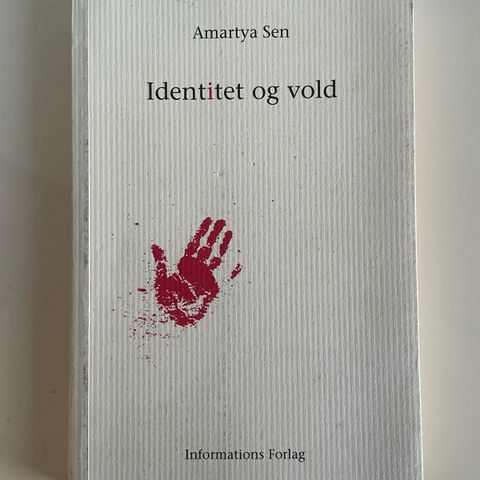 Amartya Sen
Identitet og vold
Informations Forlag